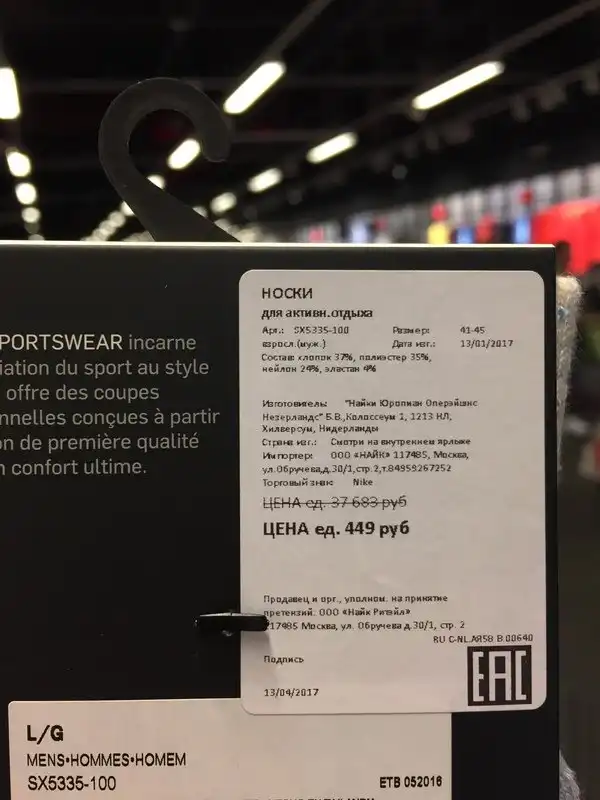 PORTSWEAR incarne
iation du sport au style
offre des coupes
nnelles conçues à partir
on de première qualité
n confort ultime.
НОСКИ
для активн.отдыха
Арт.: SX5335-100 Размер: 41-45
взросл.(муж.) Дата изг.: 13/01/2017
Состав: хлопок 37%, полиэстер 35%,
нейлон 24%, эластан 4%
Изготовитель: "Найки Юропиан Оперэйшнс
Незерландс" Б.В.,Колоссеум 1, 1213 НЛ,
Хилверсум, Нидерланды
Страна изг.: Смотри на внутреннем ярлыке
Импортер: ООО «НАЙК» 117485, Москва,
ул.Обручева,д.30/1,стр.2,т.84959267252
Торговый знак: Nike
ЦЕНА ед. 37 683 руб
ЦЕНА ед. 449 руб
Продавец и орг., уполном. на принятие
претензий: ООО «Найк Ритэйл»
117485 Москва, ул. Обручева д.30/1, стр. 2
RU C-NL.АЯ58 В.00640
Подпись
EAC
13/04/2017
L/G
MENS•HOMMES•HOMEM
SX5335-100 ETB 052016